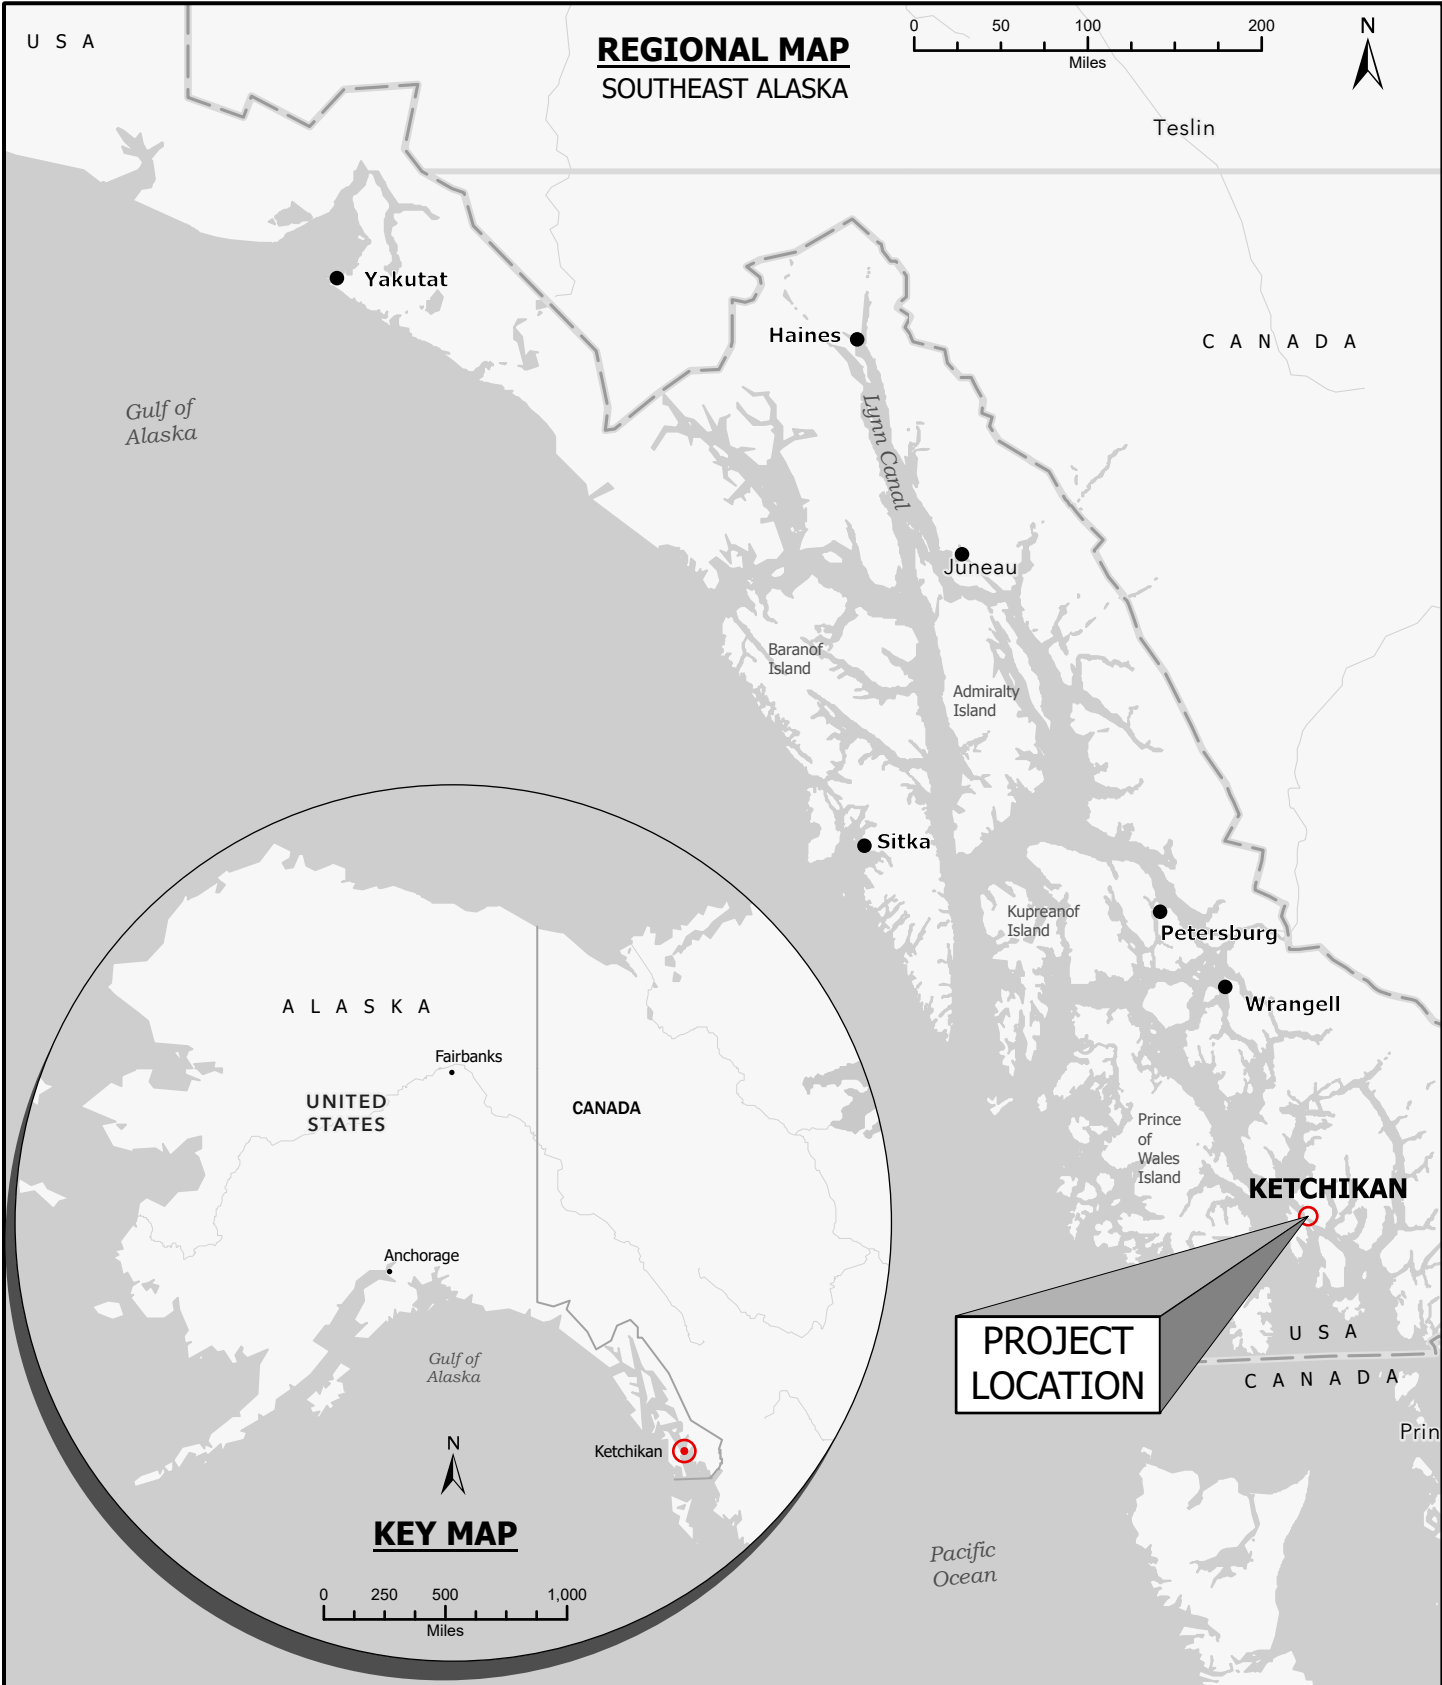 U S A
REGIONAL MAP
SOUTHEAST ALASKA
0 50 100 200
Miles
N
Teslin
Yakutat
Haines
C A N A D A
Gulf of
Alaska
Lynn Canal
Juneau
Baranof
Island
Admiralty
Island
Sitka
Kupreanof
Island
Petersburg
Wrangell
Prince
of
Wales
Island
KETCHIKAN
PROJECT
LOCATION
U S A
C A N A D A
Prin
Pacific
Ocean
A L A S K A
Fairbanks
UNITED
STATES
CANADA
Anchorage
Gulf of
Alaska
Ketchikan
N
KEY MAP
0 250 500 1,000
Miles